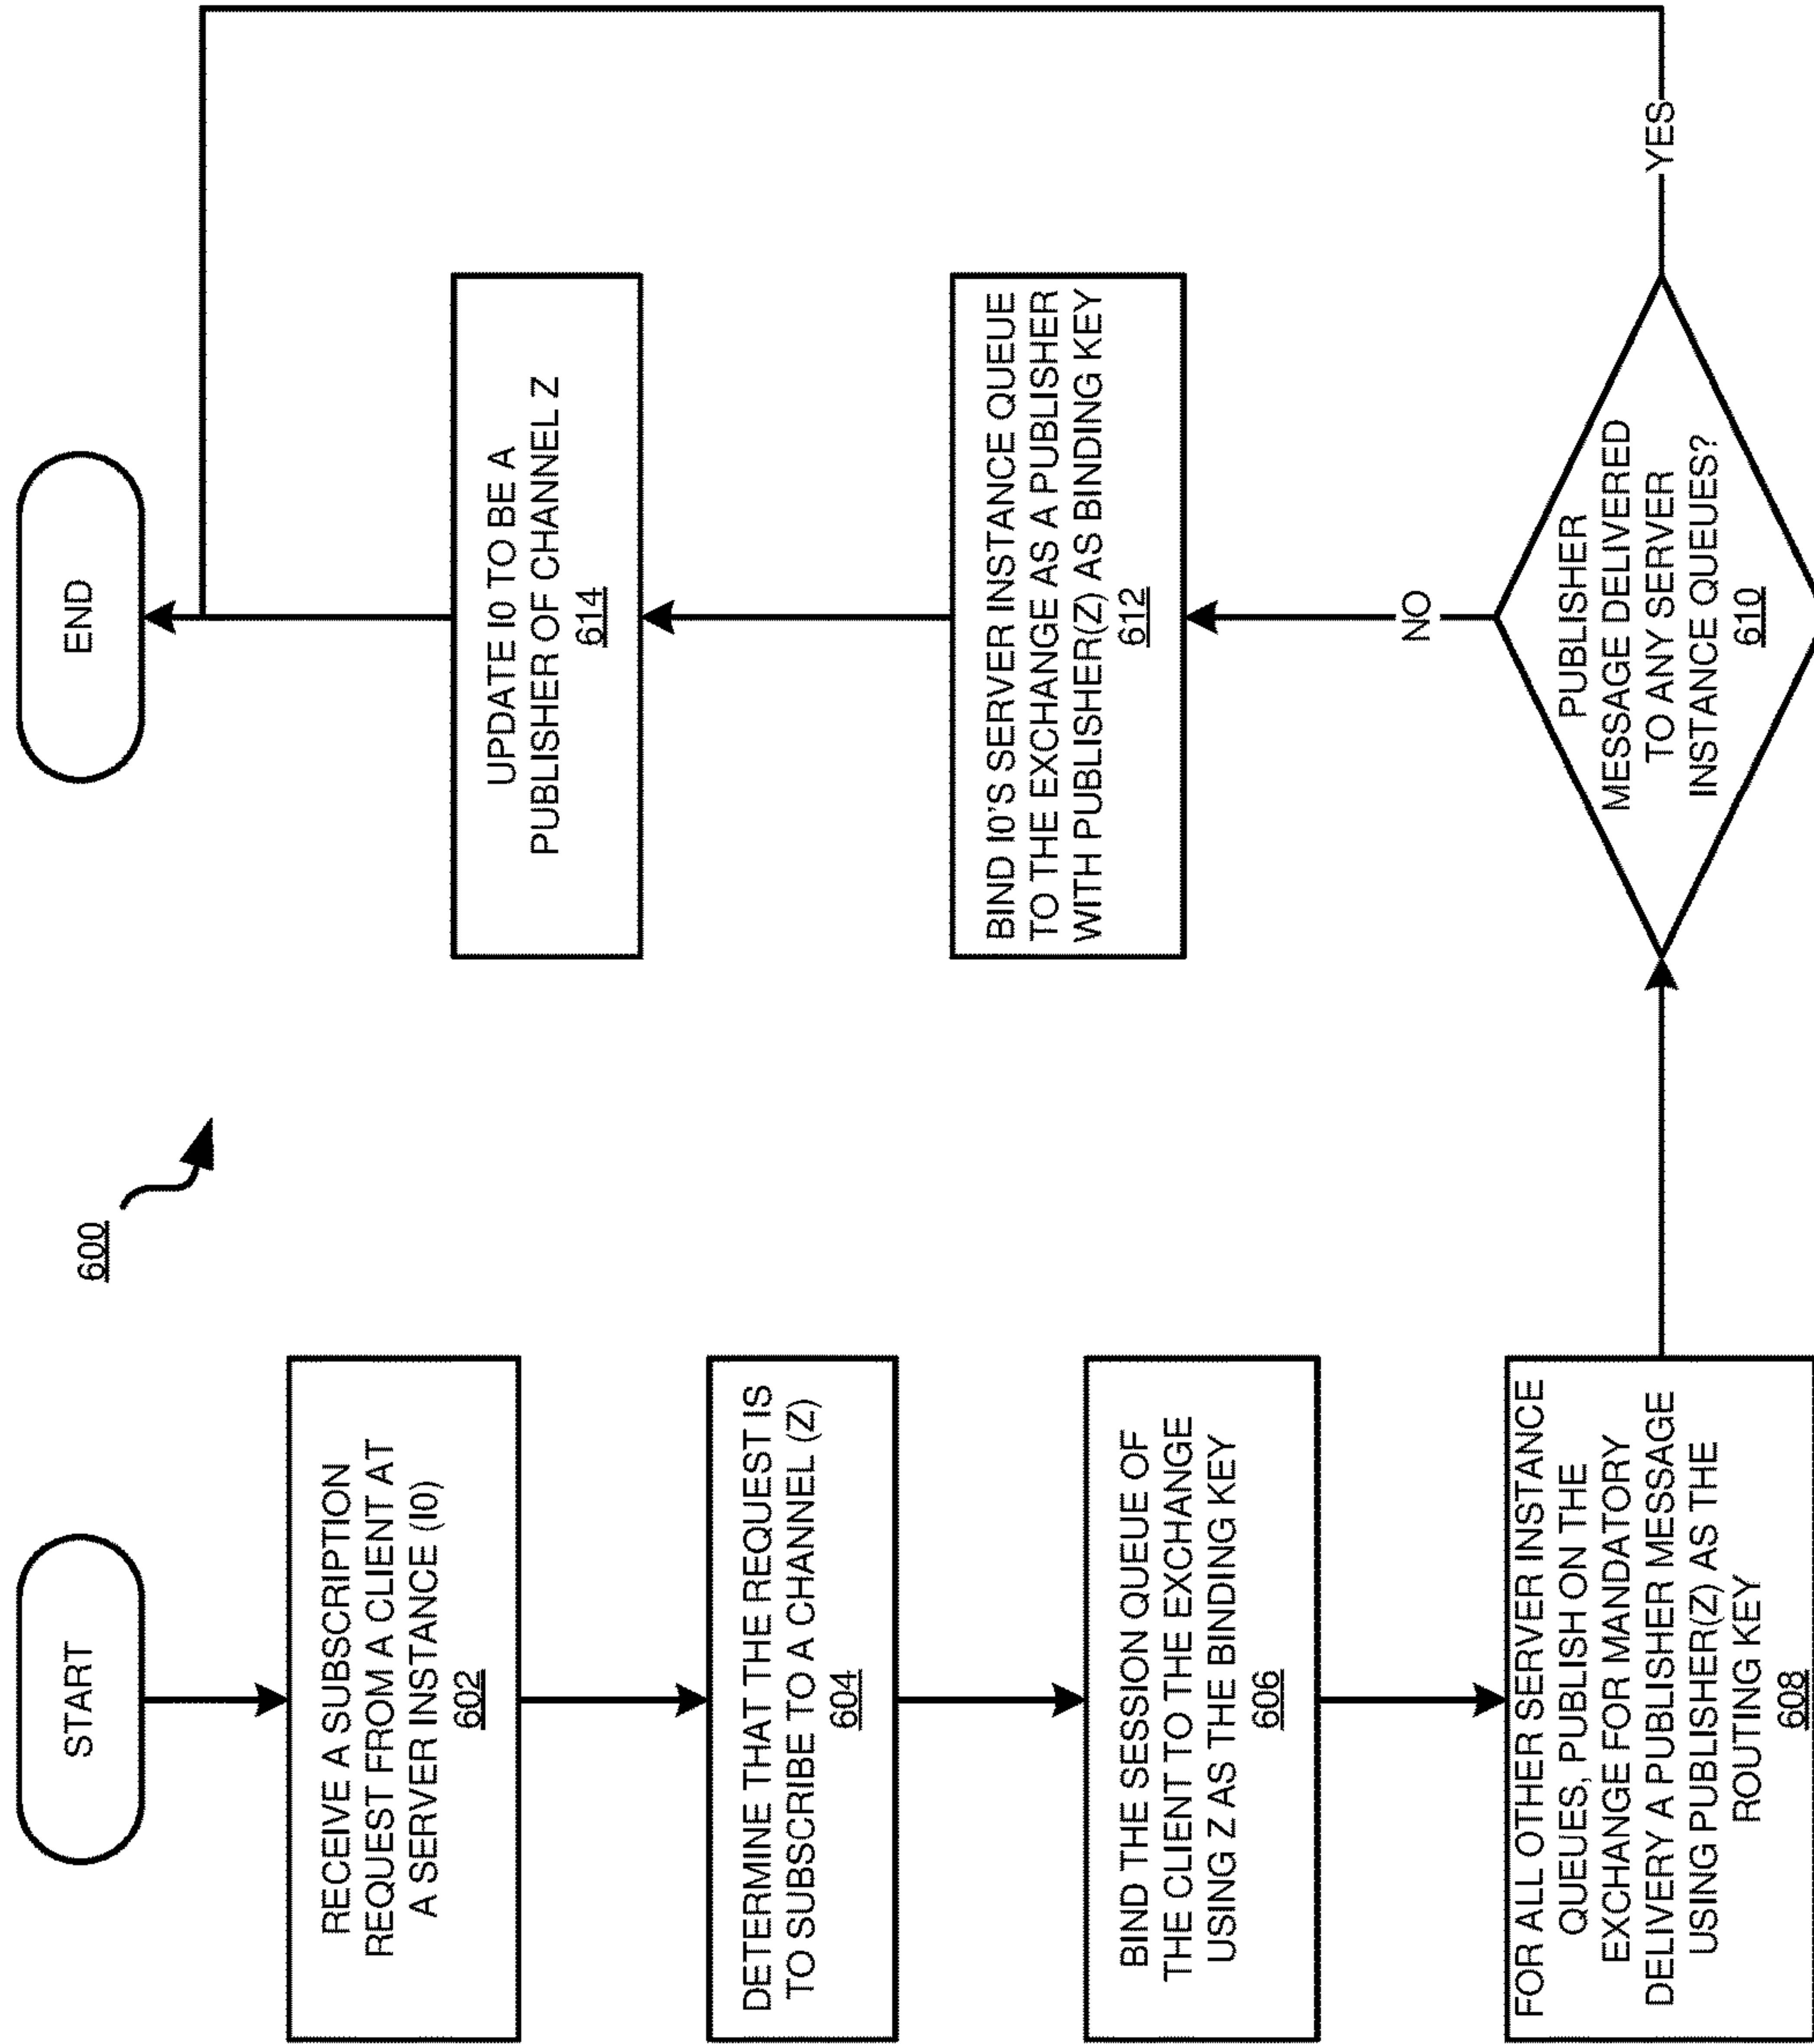 600
START
RECEIVE A SUBSCRIPTION
REQUEST FROM A CLIENT AT
A SERVER INSTANCE (I0)
602
DETERMINE THAT THE REQUEST IS
TO SUBSCRIBE TO A CHANNEL (Z)
604
BIND THE SESSION QUEUE OF
THE CLIENT TO THE EXCHANGE
USING Z AS THE BINDING KEY
606
FOR ALL OTHER SERVER INSTANCE
QUEUES, PUBLISH ON THE
EXCHANGE FOR MANDATORY
DELIVERY A PUBLISHER MESSAGE
USING PUBLISHER(Z) AS THE
ROUTING KEY
608
PUBLISHER
MESSAGE DELIVERED
TO ANY SERVER
INSTANCE QUEUES?
610
YES
NO
BIND I0'S SERVER INSTANCE QUEUE
TO THE EXCHANGE AS A PUBLISHER
WITH PUBLISHER(Z) AS BINDING KEY
612
UPDATE I0 TO BE A
PUBLISHER OF CHANNEL Z
614
END